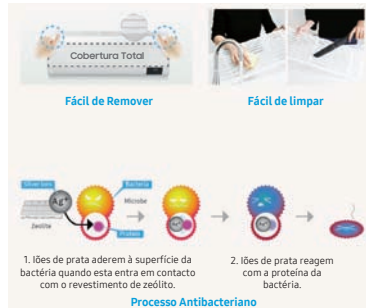 Cobertura Total
Fácil de Remover
Fácil de limpar
Silver Ions
Bacteria
Ag+
Microbe
Zeolite
Protein
1. Iões de prata aderem à superfície da
bactéria quando esta entra em contacto
com o revestimento de zeólito.
2. Iões de prata reagem
com a proteína da
bactéria.
Processo Antibacteriano